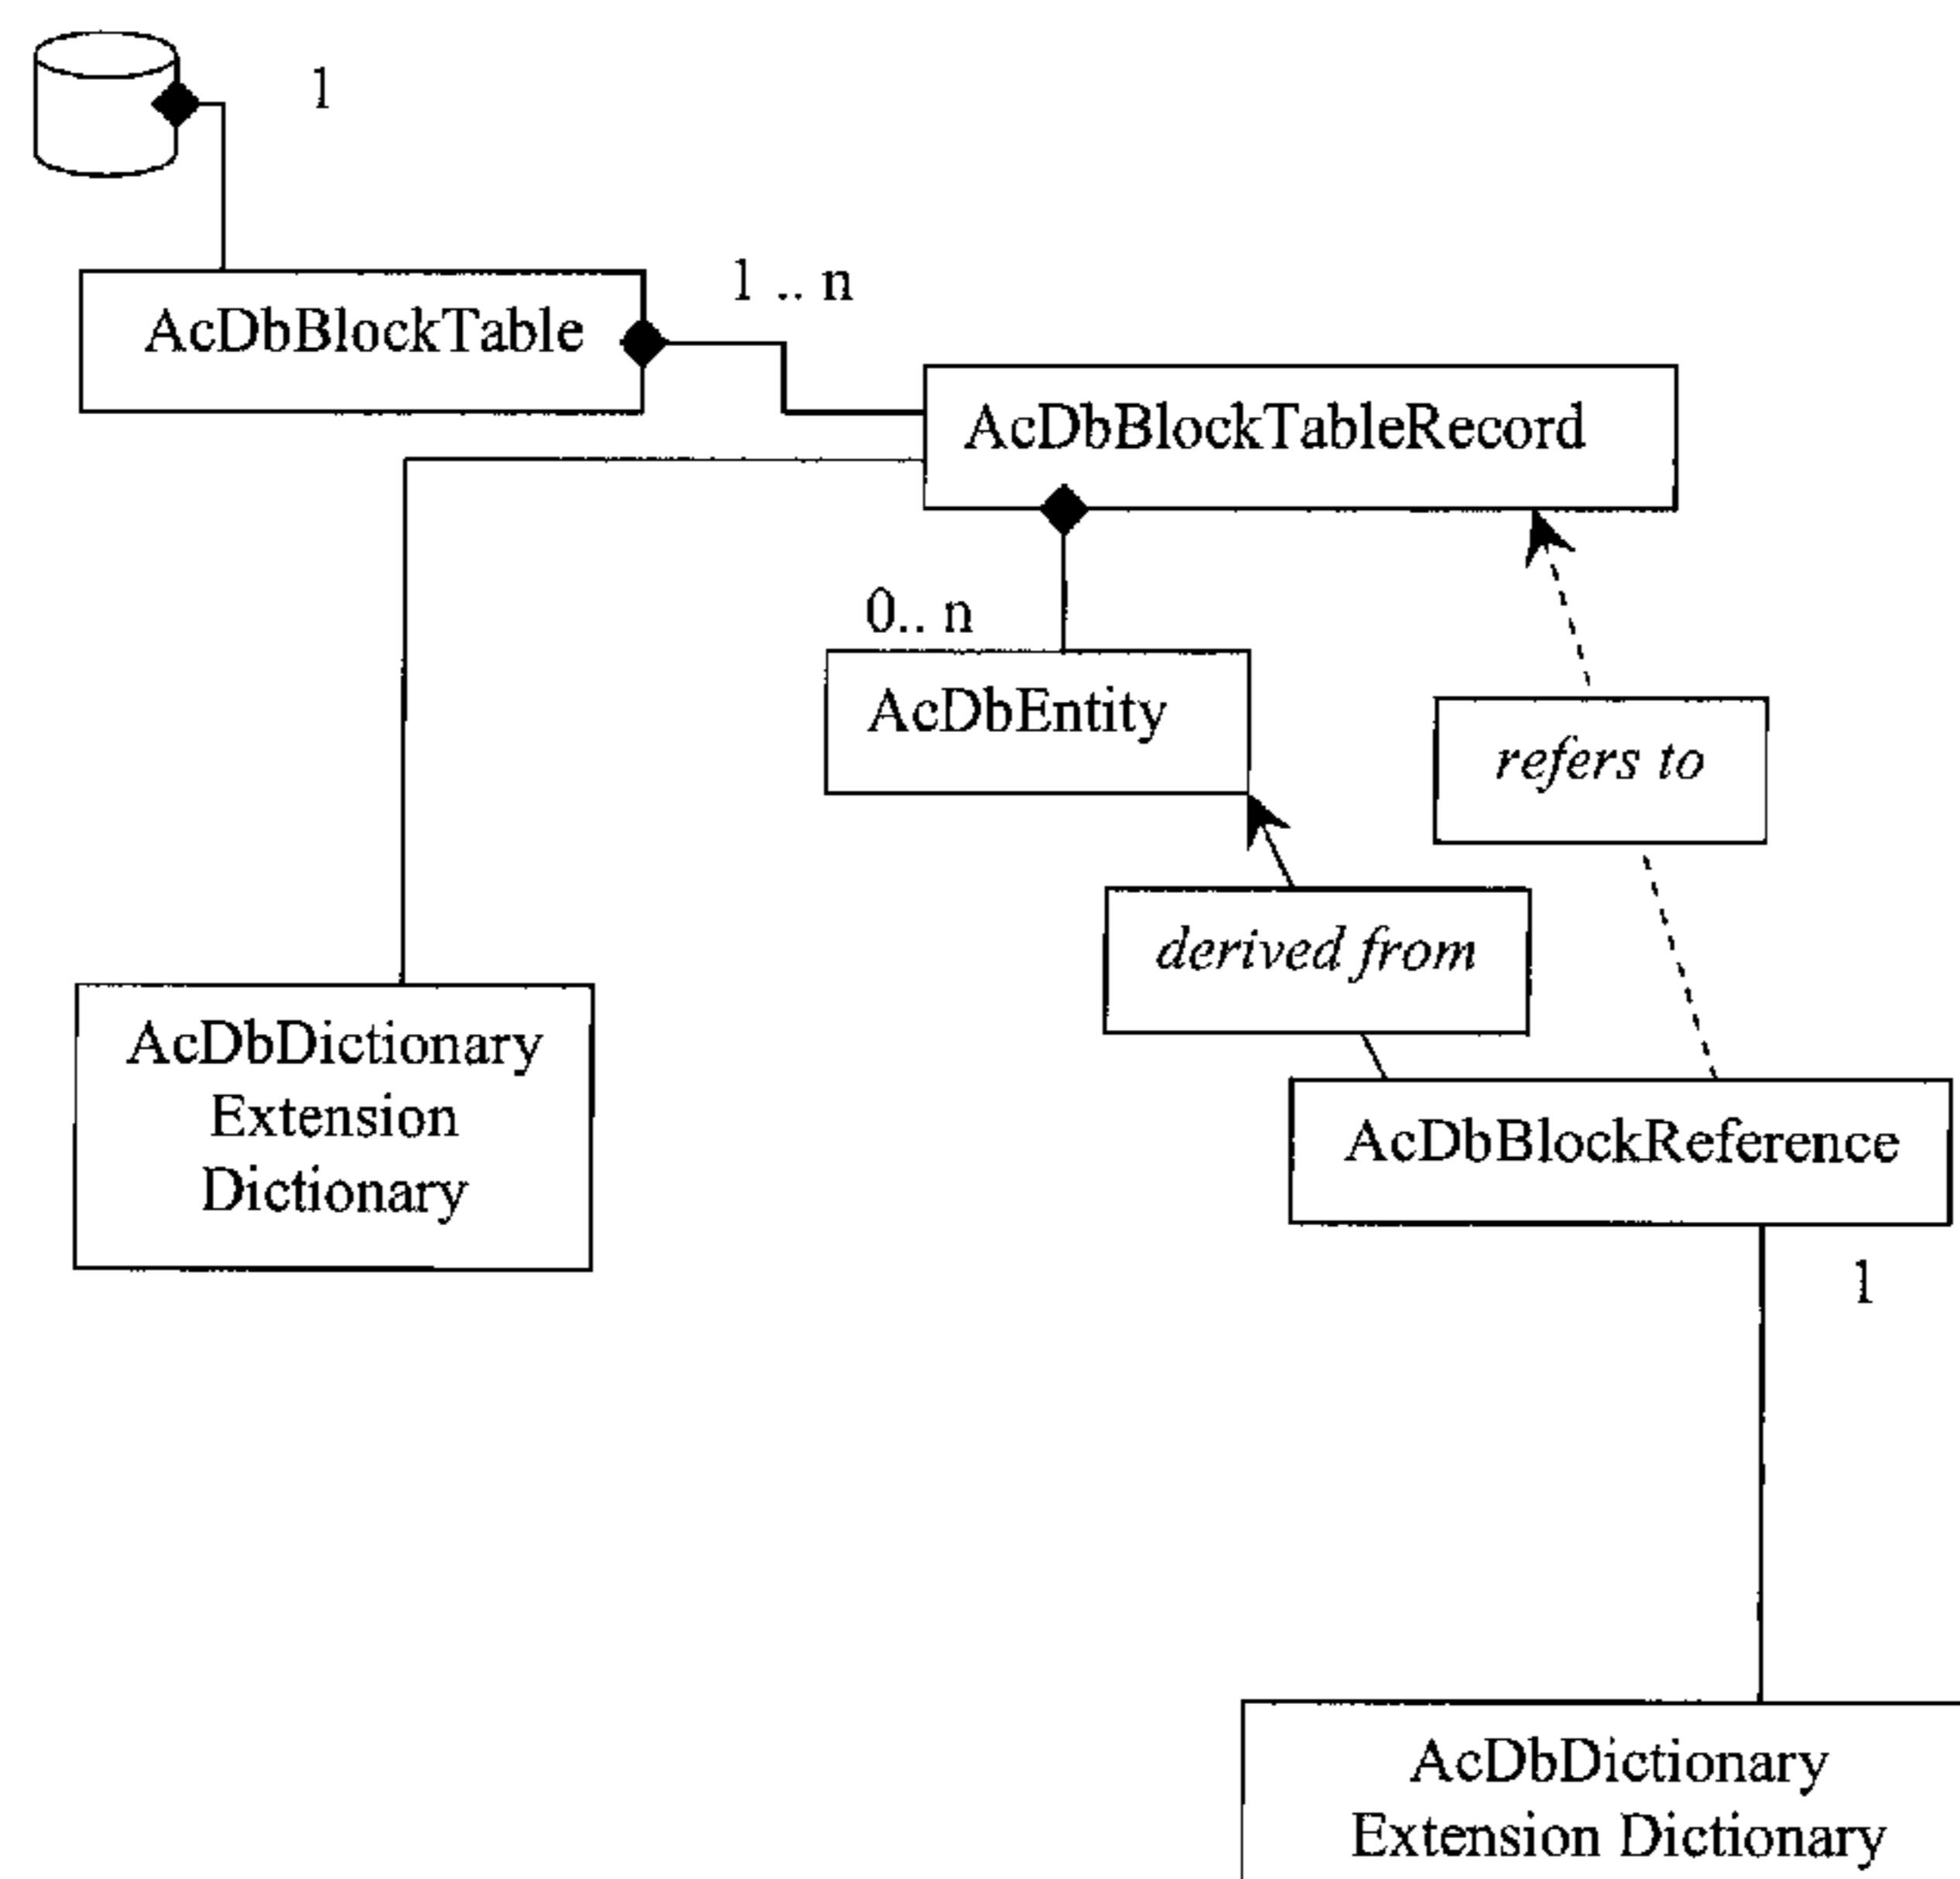 1
AcDbBlockTable
1 .. n
AcDbBlockTableRecord
0.. n
AcDbEntity
refers to
derived from
AcDbDictionary
Extension
Dictionary
AcDbBlockReference
1
AcDbDictionary
Extension Dictionary